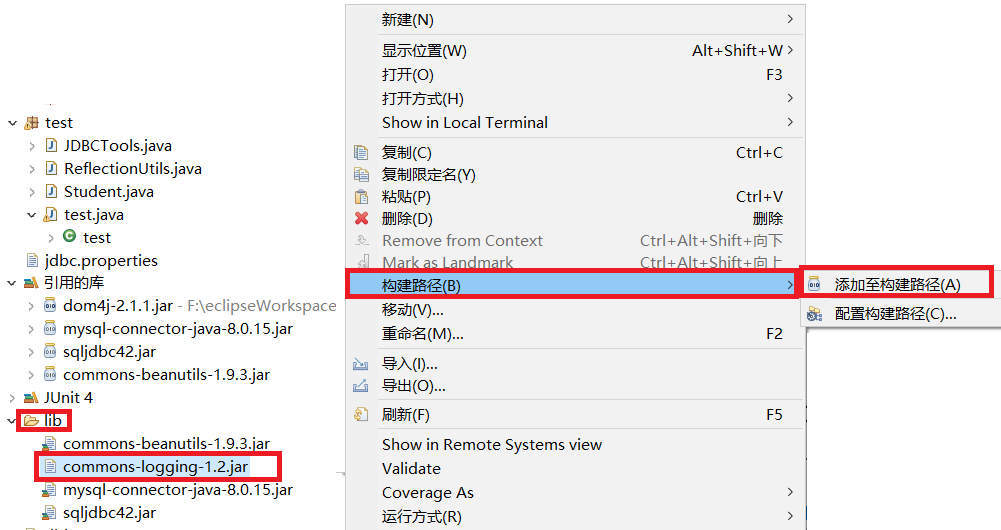 test
JDBCTools.java
ReflectionUtils.java
Student.java
test.java
test
jdbc.properties
引用的库
dom4j-2.1.1.jar - F:\eclipseWorkspace
mysql-connector-java-8.0.15.jar
sqljdbc42.jar
commons-beanutils-1.9.3.jar
JUnit 4
lib
commons-beanutils-1.9.3.jar
commons-logging-1.2.jar
mysql-connector-java-8.0.15.jar
sqljdbc42.jar
新建(N)
显示位置(W) Alt+Shift+W
打开(O) F3
打开方式(H)
Show in Local Terminal
复制(C) Ctrl+C
复制限定名(Y)
粘贴(P) Ctrl+V
删除(D) 删除
Remove from Context Ctrl+Alt+Shift+向下
Mark as Landmark Ctrl+Alt+Shift+向上
构建路径(B)
移动(V)...
重命名(M)... F2
导入(I)...
导出(O)...
刷新(F) F5
Show in Remote Systems view
Validate
Coverage As
运行方式(R)
添加至构建路径(A)
配置构建路径(C)...